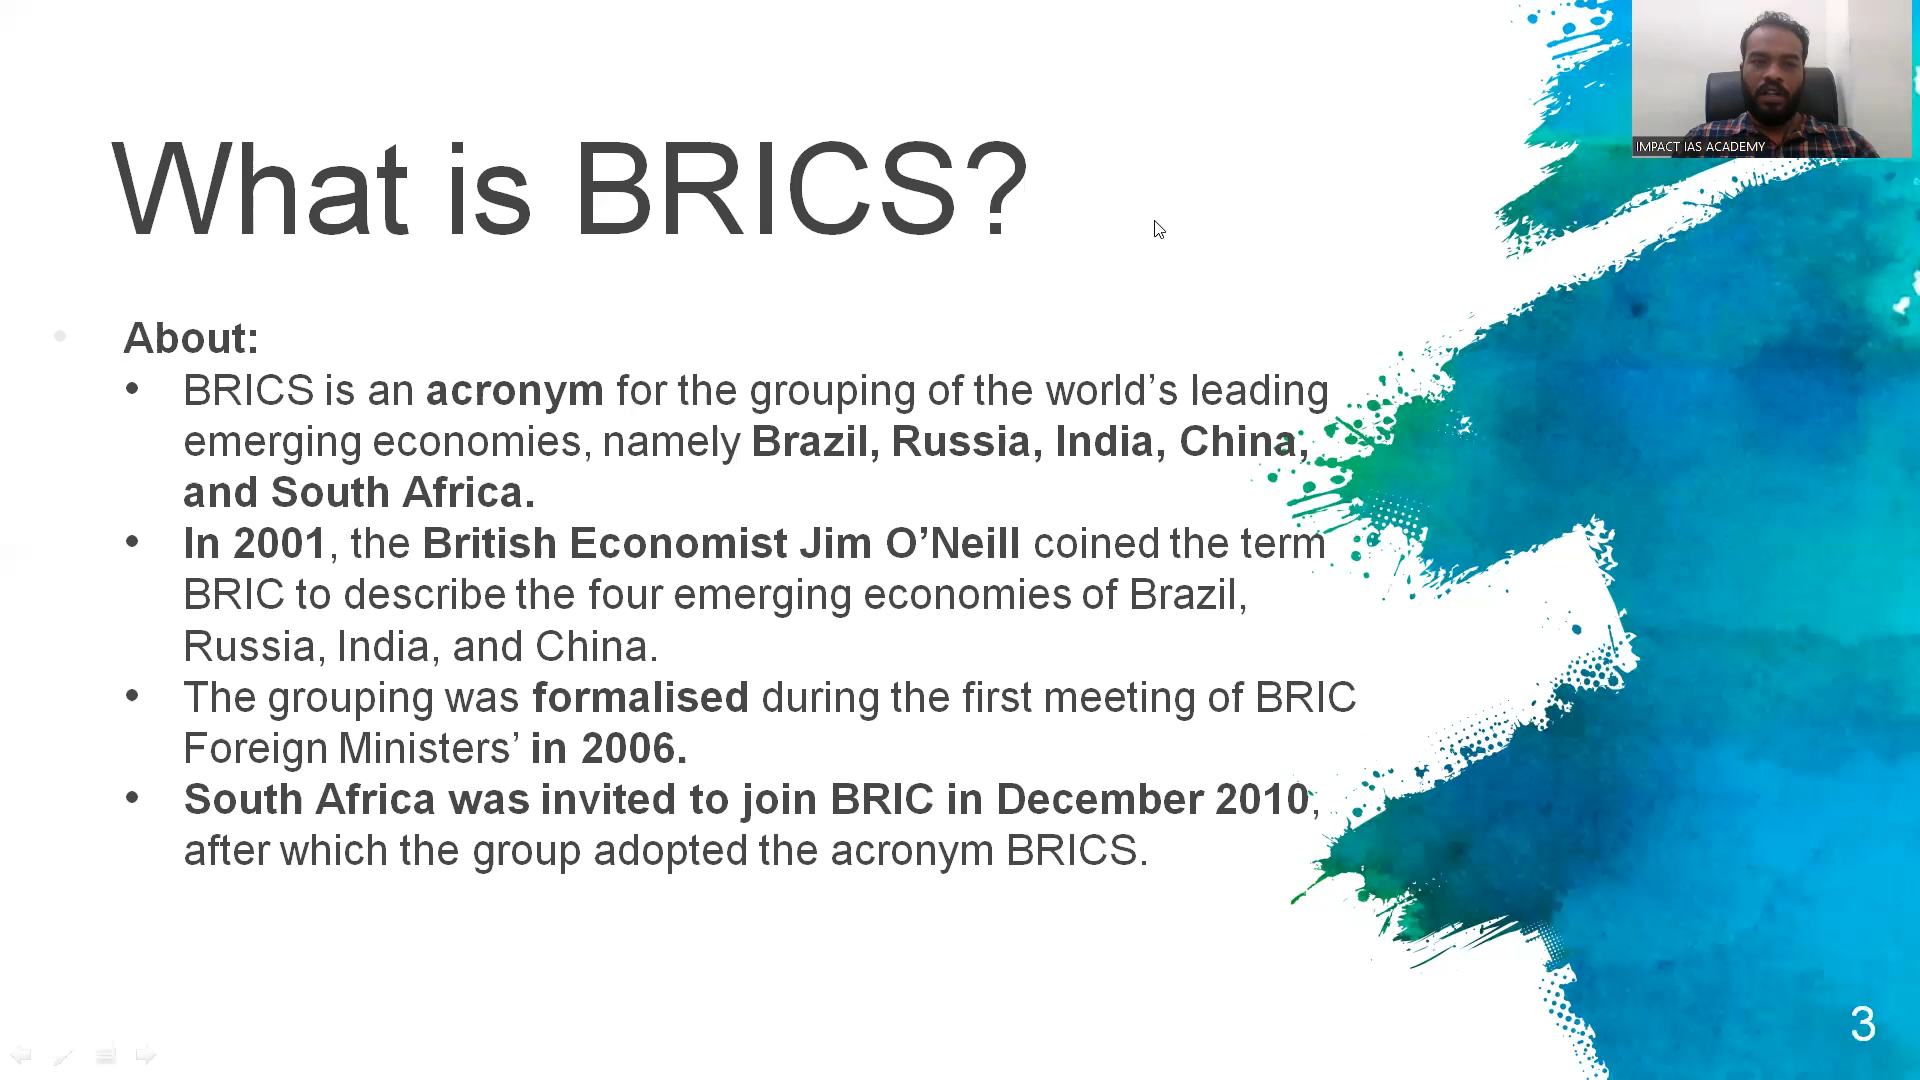 IMPACT IAS ACADEMY
What is BRICS?
• About:
• BRICS is an acronym for the grouping of the world’s leading
emerging economies, namely Brazil, Russia, India, China,
and South Africa.
• In 2001, the British Economist Jim O’Neill coined the term
BRIC to describe the four emerging economies of Brazil,
Russia, India, and China.
• The grouping was formalised during the first meeting of BRIC
Foreign Ministers’ in 2006.
• South Africa was invited to join BRIC in December 2010,
after which the group adopted the acronym BRICS.
3